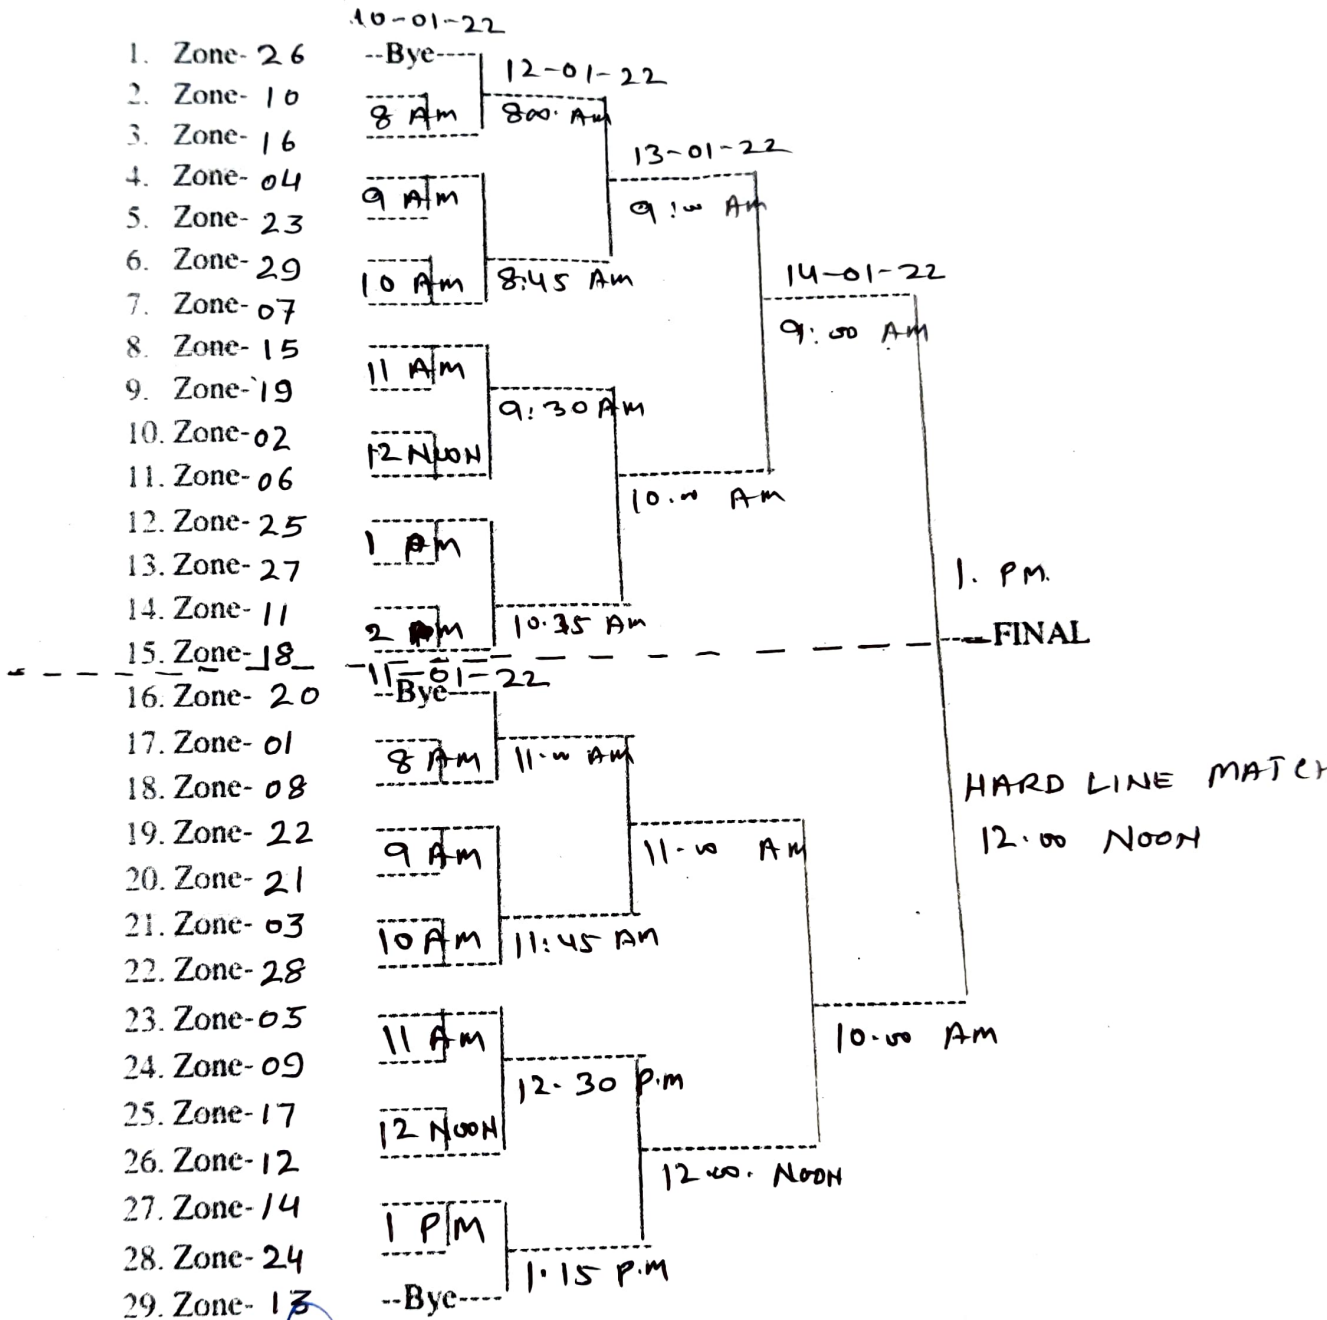 10-01-22
1. Zone- 26 --Bye----
12-01-22
2. Zone- 10
8 Am 800. Am
3. Zone- 16
13-01-22
4. Zone- 04
9 Am 9:00 Am
5. Zone- 23
6. Zone- 29
14-01-22
10 Am 8:45 Am
7. Zone- 07
9:00 AM
8. Zone- 15
11 Am
9. Zone- 19
9:30 Am
10. Zone- 02
12 NOON
11. Zone- 06
10.00 Am
12. Zone- 25
1 PM
13. Zone- 27
1. PM.
14. Zone- 11
2 PM 10.35 Am
FINAL
15. Zone- 18
11-01-22
16. Zone- 20 --Bye----
17. Zone- 01
8 Am 11.00 Am
18. Zone- 08
HARD LINE MATCH
19. Zone- 22
12.00 NOON
9 Am 11-00 Am
20. Zone- 21
21. Zone- 03
10 Am 11:45 Am
22. Zone- 28
23. Zone- 05
11 Am 10.00 Am
24. Zone- 09
12.30 p.m
25. Zone- 17
12 NOON
26. Zone- 12
12.00. NOON
27. Zone- 14
1 PM
28. Zone- 24
1.15 p.m
29. Zone- 13 --Bye----